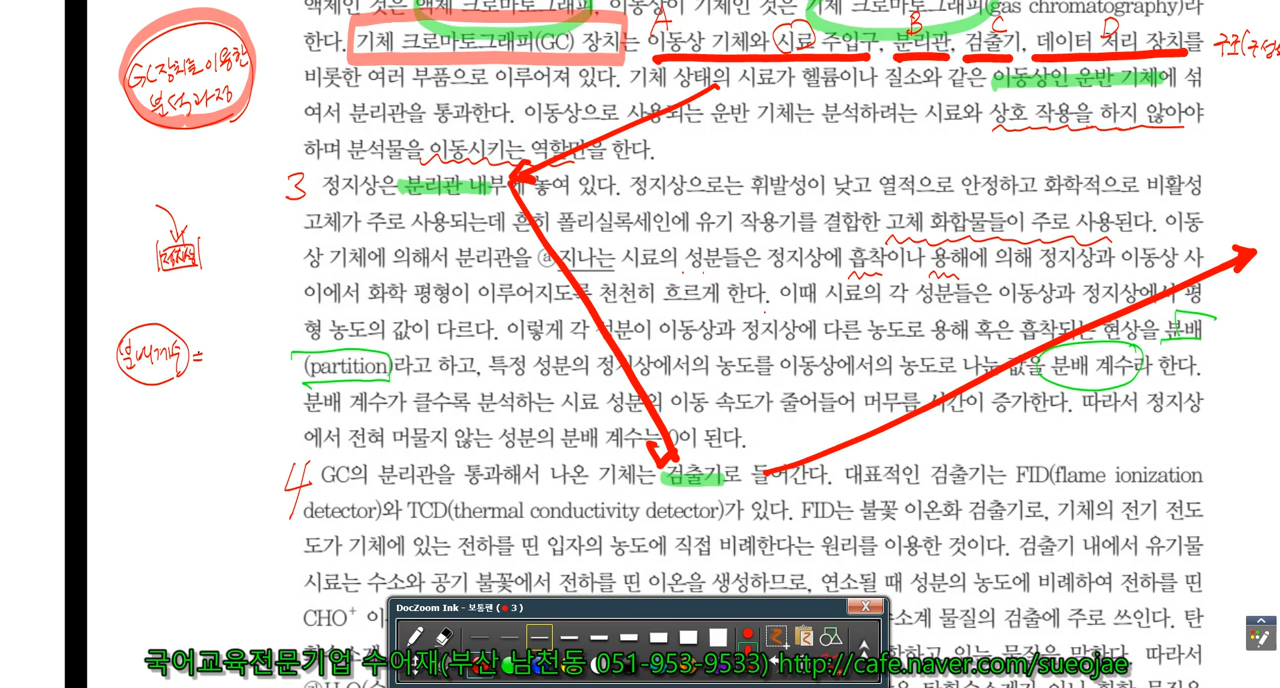 액체인 것은 액체 크로마토그래피, 이동상이 기체인 것은 기체 크로마토그래피(gas chromatography)라
A B C D
한다. 기체 크로마토그래피(GC) 장치는 이동상 기체와 시료 주입구, 분리관, 검출기, 데이터 처리 장치를
GC장치를 이용한
분석과정
비롯한 여러 부품으로 이루어져 있다. 기체 상태의 시료가 헬륨이나 질소와 같은 이동상인 운반 기체에 섞
여서 분리관을 통과한다. 이동상으로 사용되는 운반 기체는 분석하려는 시료와 상호 작용을 하지 않아야
하며 분석물을 이동시키는 역할만을 한다.
3 정지상은 분리관 내부에 놓여 있다. 정지상으로는 휘발성이 낮고 열적으로 안정하고 화학적으로 비활성
고체가 주로 사용되는데 흔히 폴리실록세인에 유기 작용기를 결합한 고체 화합물들이 주로 사용된다. 이동
정지상
상 기체에 의해서 분리관을 ⓐ지나는 시료의 성분들은 정지상에 흡착이나 용해에 의해 정지상과 이동상 사
이에서 화학 평형이 이루어지도록 천천히 흐르게 한다. 이때 시료의 각 성분들은 이동상과 정지상에서 평
형 농도의 값이 다르다. 이렇게 각 성분이 이동상과 정지상에 다른 농도로 용해 혹은 흡착되는 현상을 분배
(partition)라고 하고, 특정 성분의 정지상에서의 농도를 이동상에서의 농도로 나눈 값을 분배 계수라 한다.
분배 계수가 클수록 분석하는 시료 성분의 이동 속도가 줄어들어 머무름 시간이 증가한다. 따라서 정지상
에서 전혀 머물지 않는 성분의 분배 계수는 0이 된다.
4 GC의 분리관을 통과해서 나온 기체는 검출기로 들어간다. 대표적인 검출기는 FID(flame ionization
detector)와 TCD(thermal conductivity detector)가 있다. FID는 불꽃 이온화 검출기로, 기체의 전기 전도
도가 기체에 있는 전하를 띤 입자의 농도에 직접 비례한다는 원리를 이용한 것이다. 검출기 내에서 유기물
시료는 수소와 공기 불꽃에서 전하를 띤 이온을 생성하므로, 연소될 때 성분의 농도에 비례하여 전하를 띤
DocZoom Ink - 보통펜 ( 3 )
CHO+ 이 소계 물질의 검출에 주로 쓰인다. 탄
국어교육전문기업 수어재(부산 남천동 051-953-9533) http://cafe.naver.com/sueojae